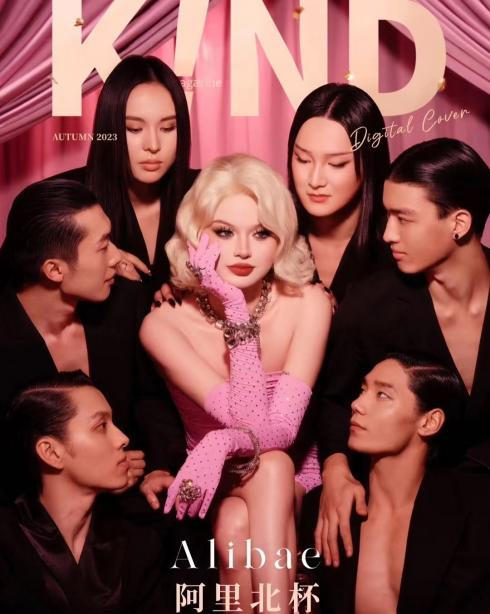 KIND
magazine
AUTUMN 2023
Digital Cover
Alibae
阿里北杯